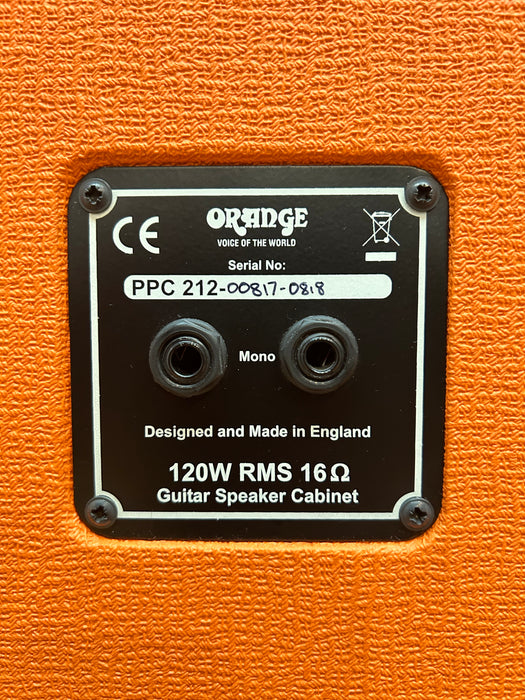 CE
ORANGE
VOICE OF THE WORLD
Serial No:
PPC 212-00817-0818
Mono
Designed and Made in England
120W RMS 16Ω
Guitar Speaker Cabinet